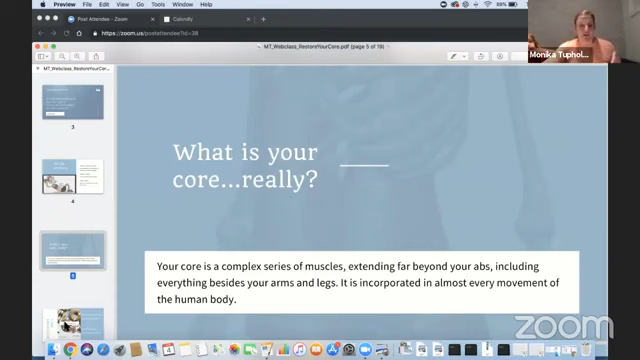 Preview File Edit View Go Tools Window Help
Post Attendee - Zoom
Calendly
https://zoom.us/postattendee?id=38
MT_Webclass_RestoreYourCore.pdf (page 5 of 19)
MT_Webclass_RestoreYourCore....
3
4
5
What is your
core...really?
Your core is a complex series of muscles, extending far beyond your abs, including
everything besides your arms and legs. It is incorporated in almost every movement of
the human body.
Monika Tuphol...
zoom